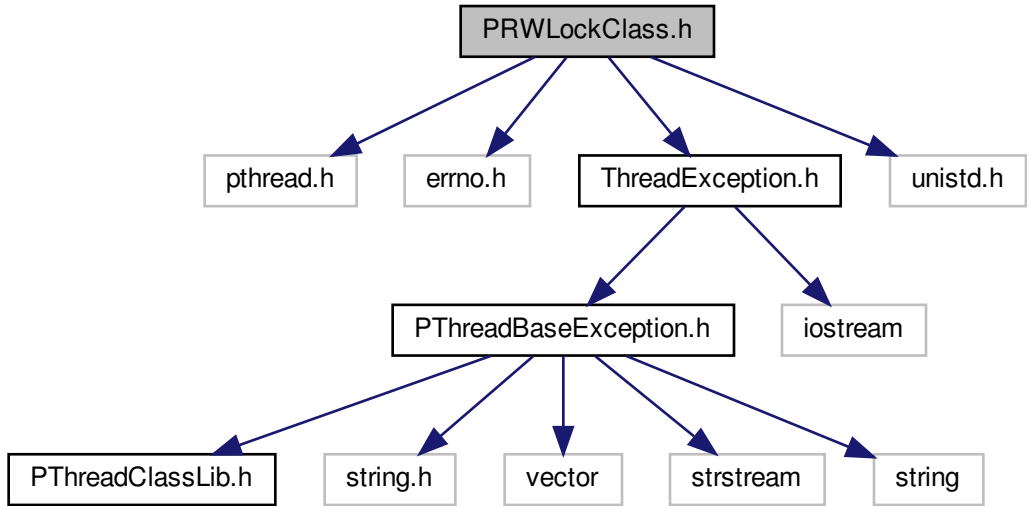 PRWLockClass.h
pthread.h
errno.h
ThreadException.h
unistd.h
PThreadBaseException.h
iostream
PThreadClassLib.h
string.h
vector
strstream
string